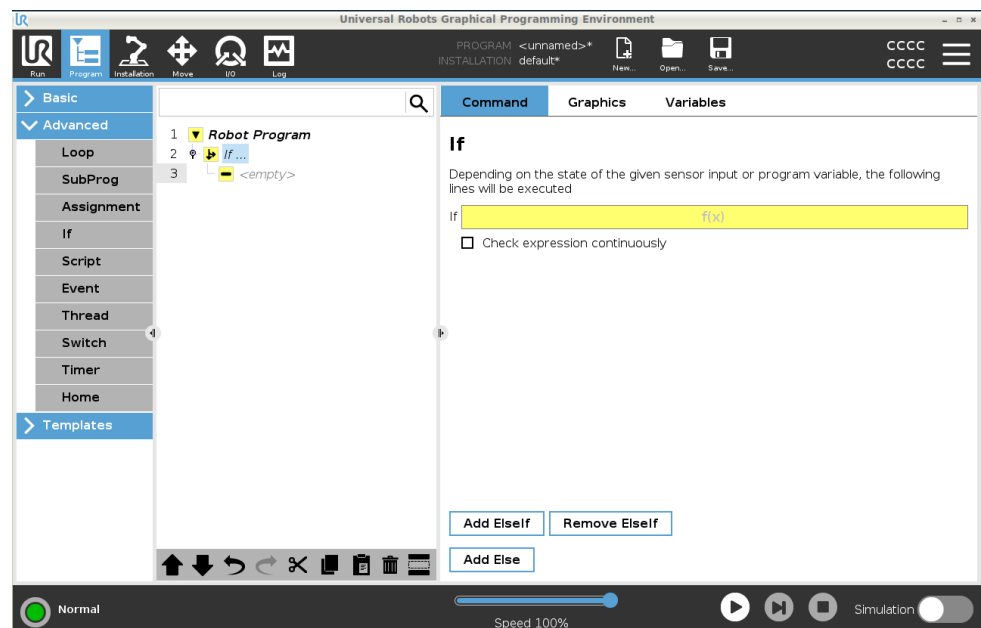 UR
Universal Robots Graphical Programming Environment
Run
Program
Installation
Move
I/O
Log
PROGRAM <unnamed>*
INSTALLATION default*
New...
Open...
Save...
CCCC
CCCC
Basic
Advanced
Loop
SubProg
Assignment
If
Script
Event
Thread
Switch
Timer
Home
Templates
1 Robot Program
2 If ...
3 <empty>
Command Graphics Variables
If
Depending on the state of the given sensor input or program variable, the following
lines will be executed
If f(x)
Check expression continuously
Add ElseIf Remove ElseIf
Add Else
Normal
Speed 100%
Simulation